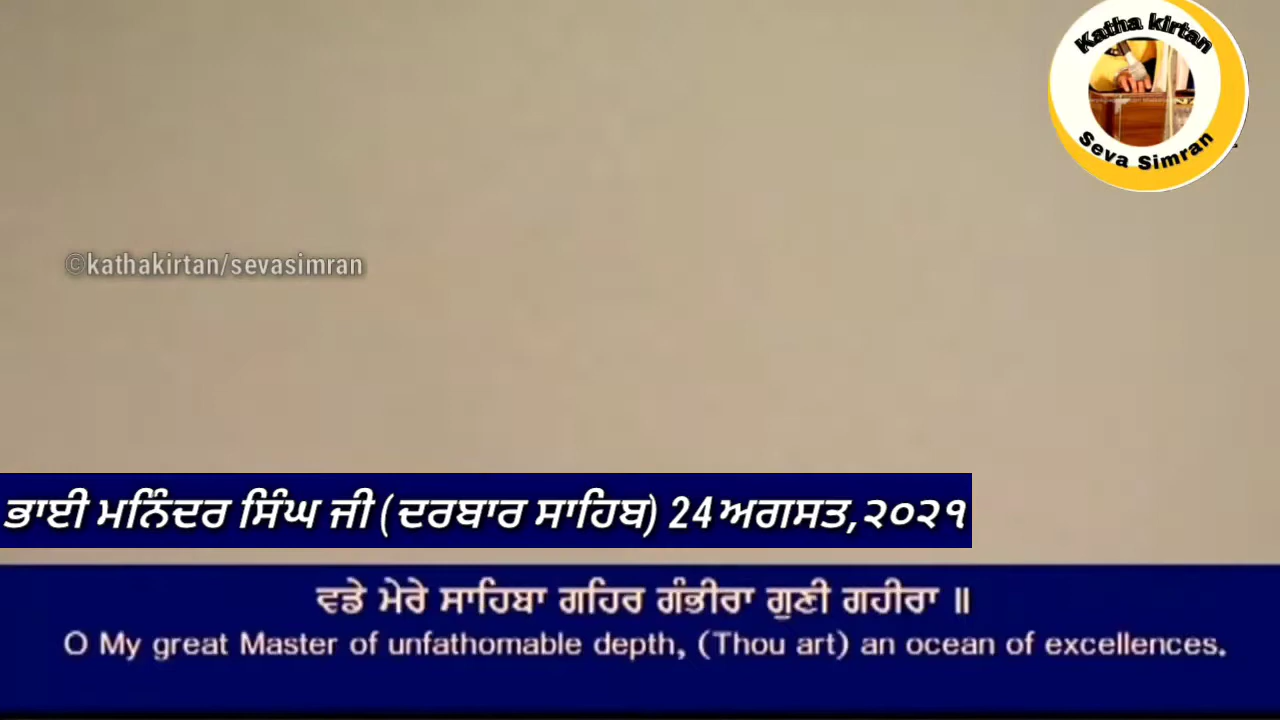 Katha kirtan
Seva Simran
©kathakirtan/sevasimran
ਭਾਈ ਮਨਿੰਦਰ ਸਿੰਘ ਜੀ (ਦਰਬਾਰ ਸਾਹਿਬ) 24 ਅਗਸਤ,੨੦੨੧
ਵਡੇ ਮੇਰੇ ਸਾਹਿਬਾ ਗਹਿਰ ਗੰਭੀਰਾ ਗੁਣੀ ਗਹੀਰਾ ॥
O My great Master of unfathomable depth, (Thou art) an ocean of excellences.